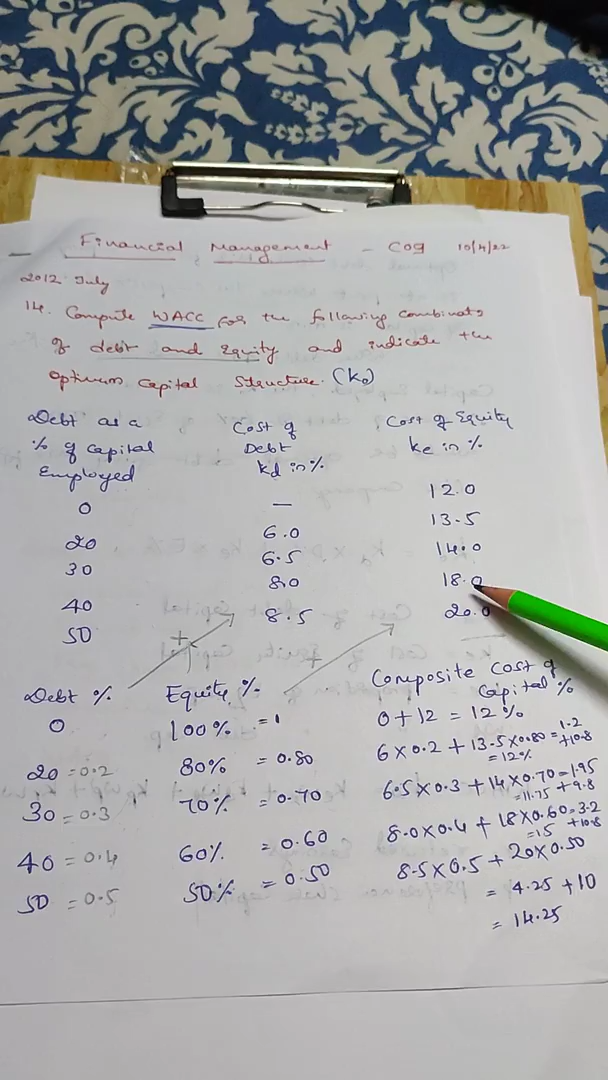 Financial Management - COG 10/4/22
2012 July
14. Compute WACC for the following combinats
of debt and Equity and indicate the
optimum capital structure. (Ko)
Debt as a Cost of Cost of Equity
% of capital Debt ke in %
Employed kd in %
0 — 12.0
20 6.0 13.5
30 6.5 14.0
40 8.0 18.0
50 8.5 20.0
Debt % Equity % Composite Cost of
Capital %
0 100% = 1 0 + 12 = 12%
20 = 0.2 80% = 0.80 6 x 0.2 + 13.5 x 0.80 = 1.2 + 10.8
= 12%
30 = 0.3 70% = 0.70 6.5 x 0.3 + 14 x 0.70 = 1.95
= 11.75 + 9.8
40 = 0.4 60% = 0.60 8.0 x 0.4 + 18 x 0.60 = 3.2
= 15 + 10.8
50 = 0.5 50% = 0.50 8.5 x 0.5 + 20 x 0.50
= 4.25 + 10
= 14.25